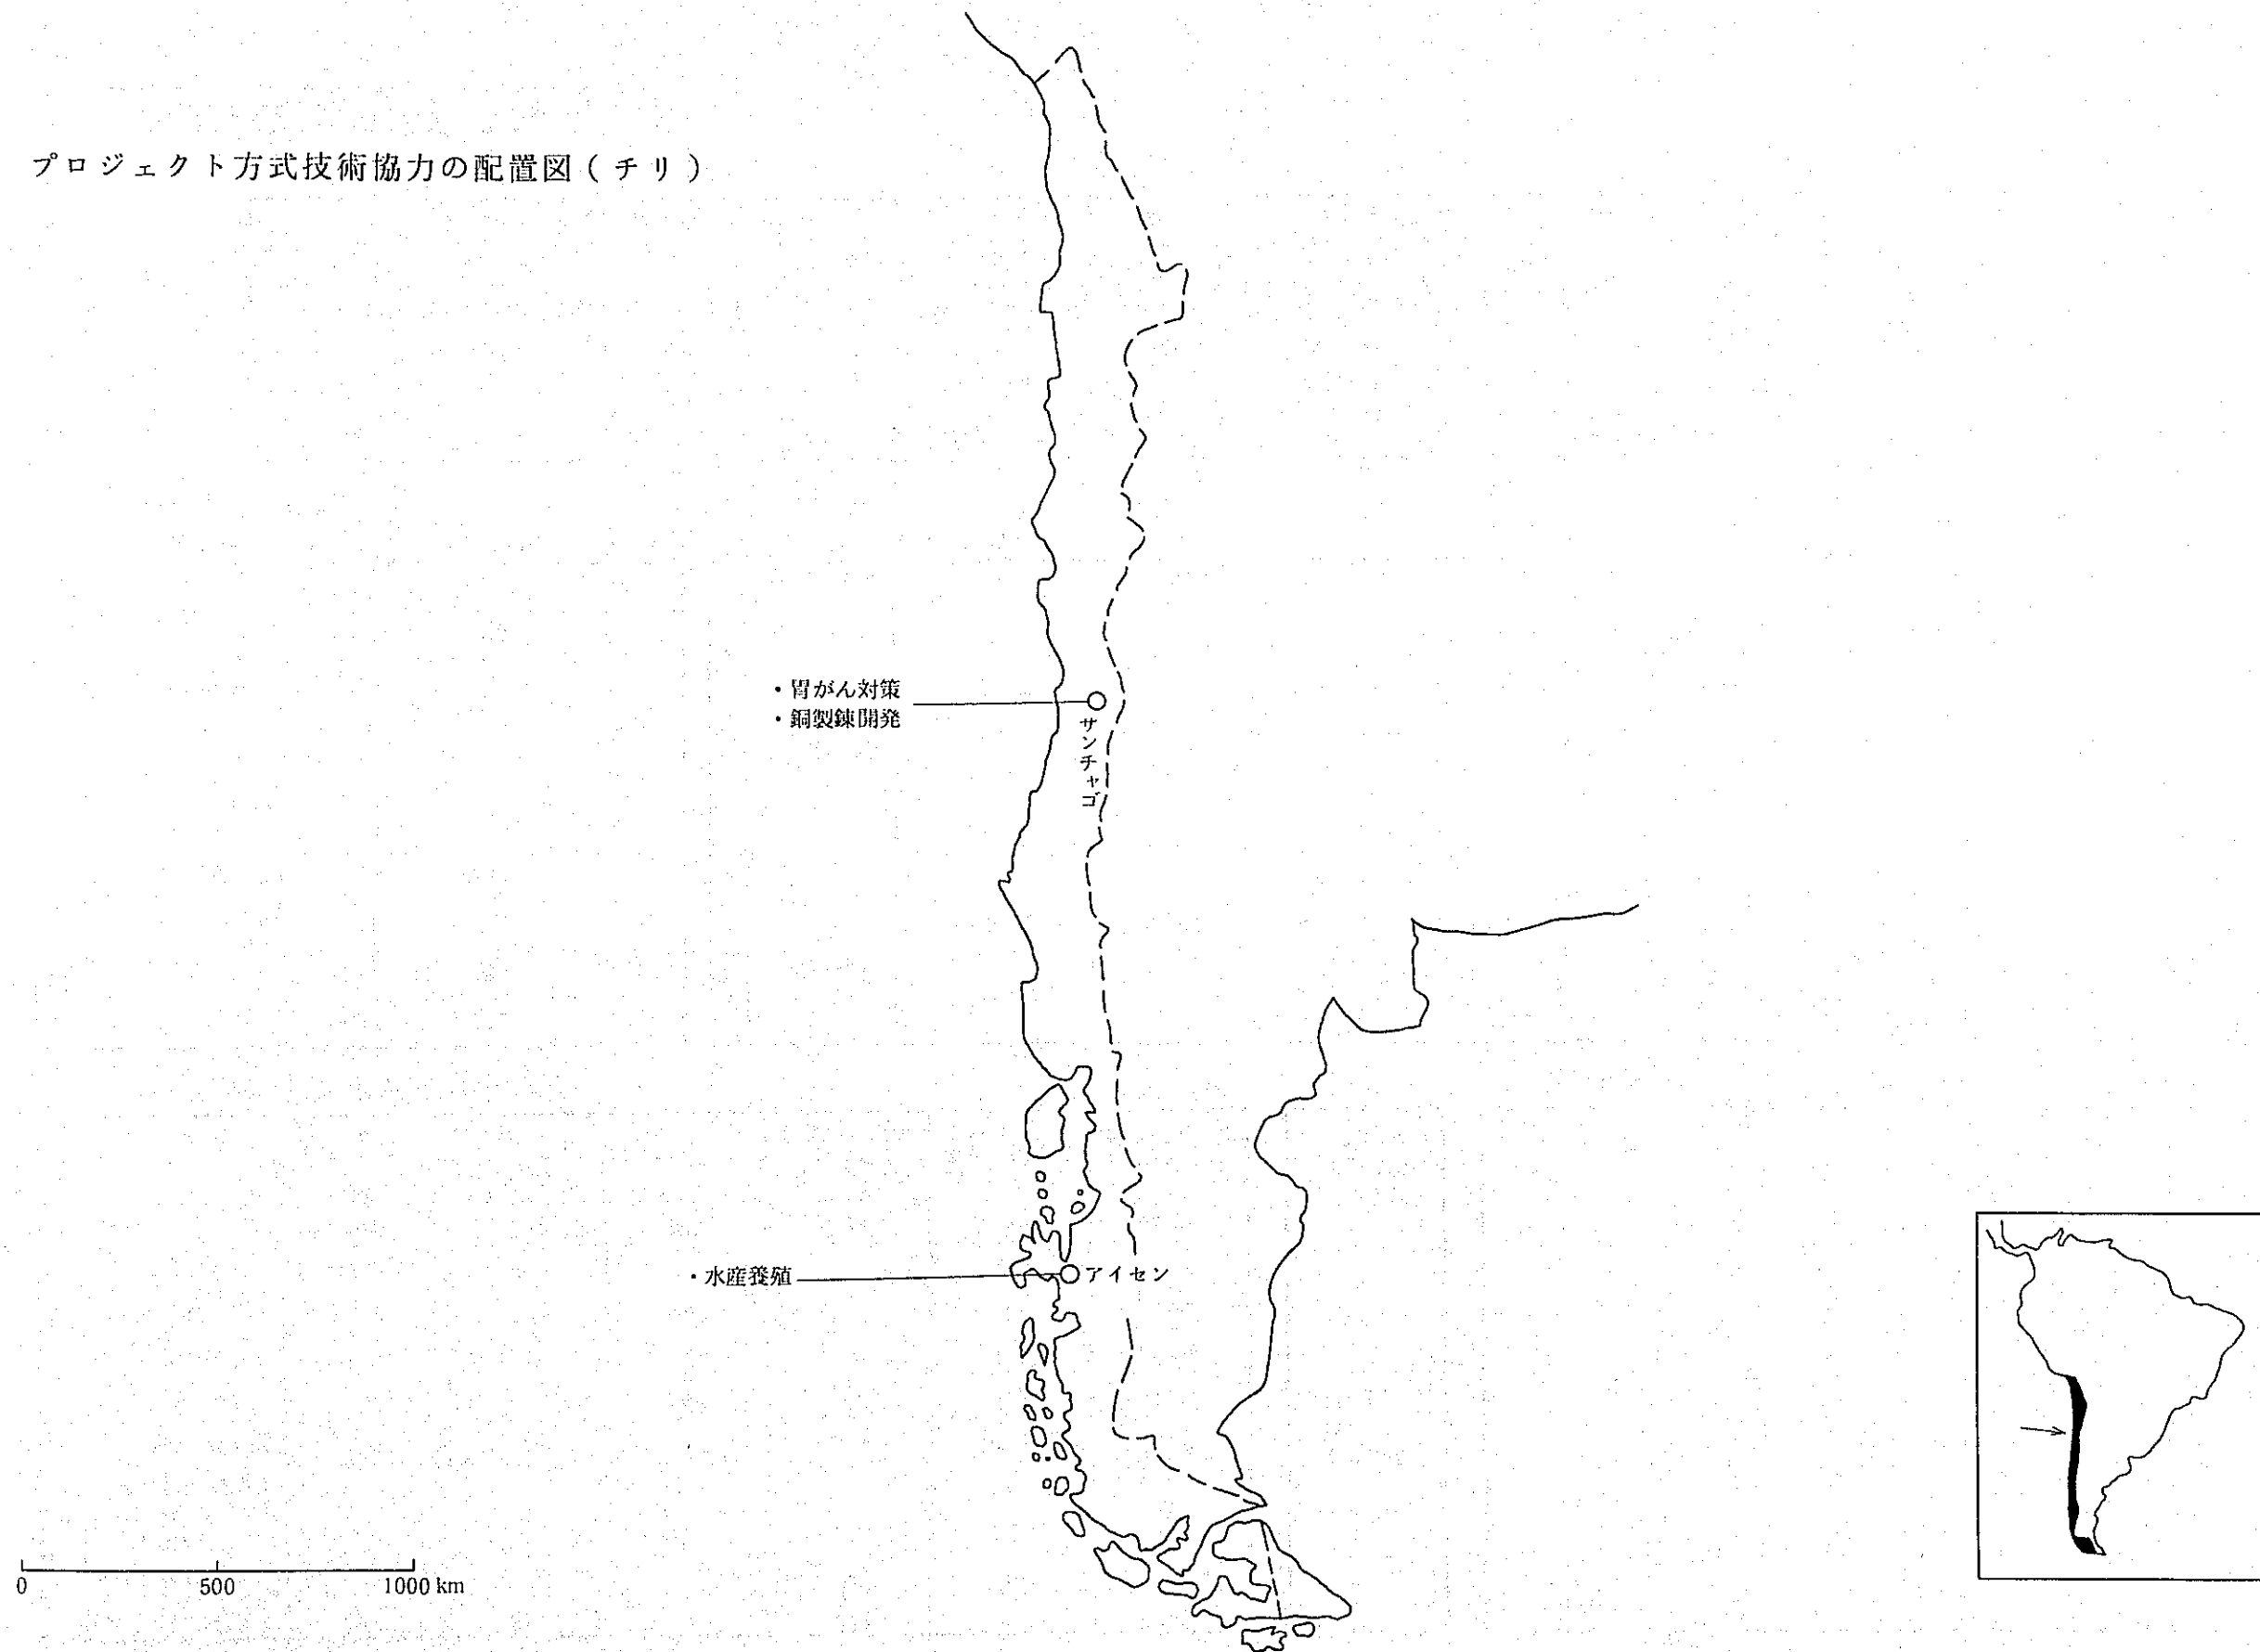 プロジェクト方式技術協力の配置図(チリ)
・胃がん対策
・銅製錬開発
サンチャゴ
・水産養殖
アイセン
0 500 1000 km